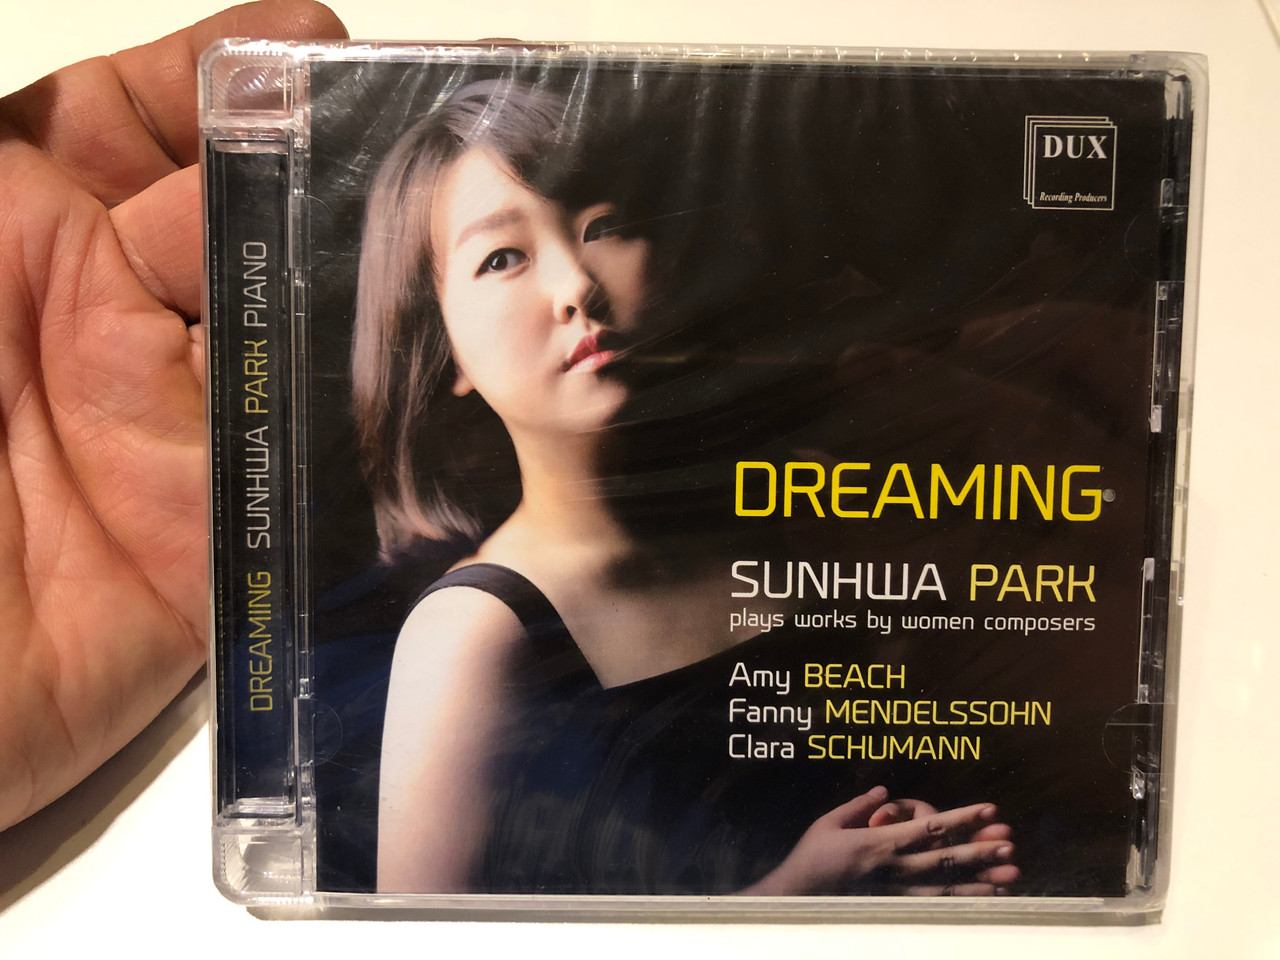 DREAMING SUNHWA PARK PIANO
DUX
Recording Producers
DREAMING
SUNHWA PARK
plays works by women composers
Amy BEACH
Fanny MENDELSSOHN
Clara SCHUMANN